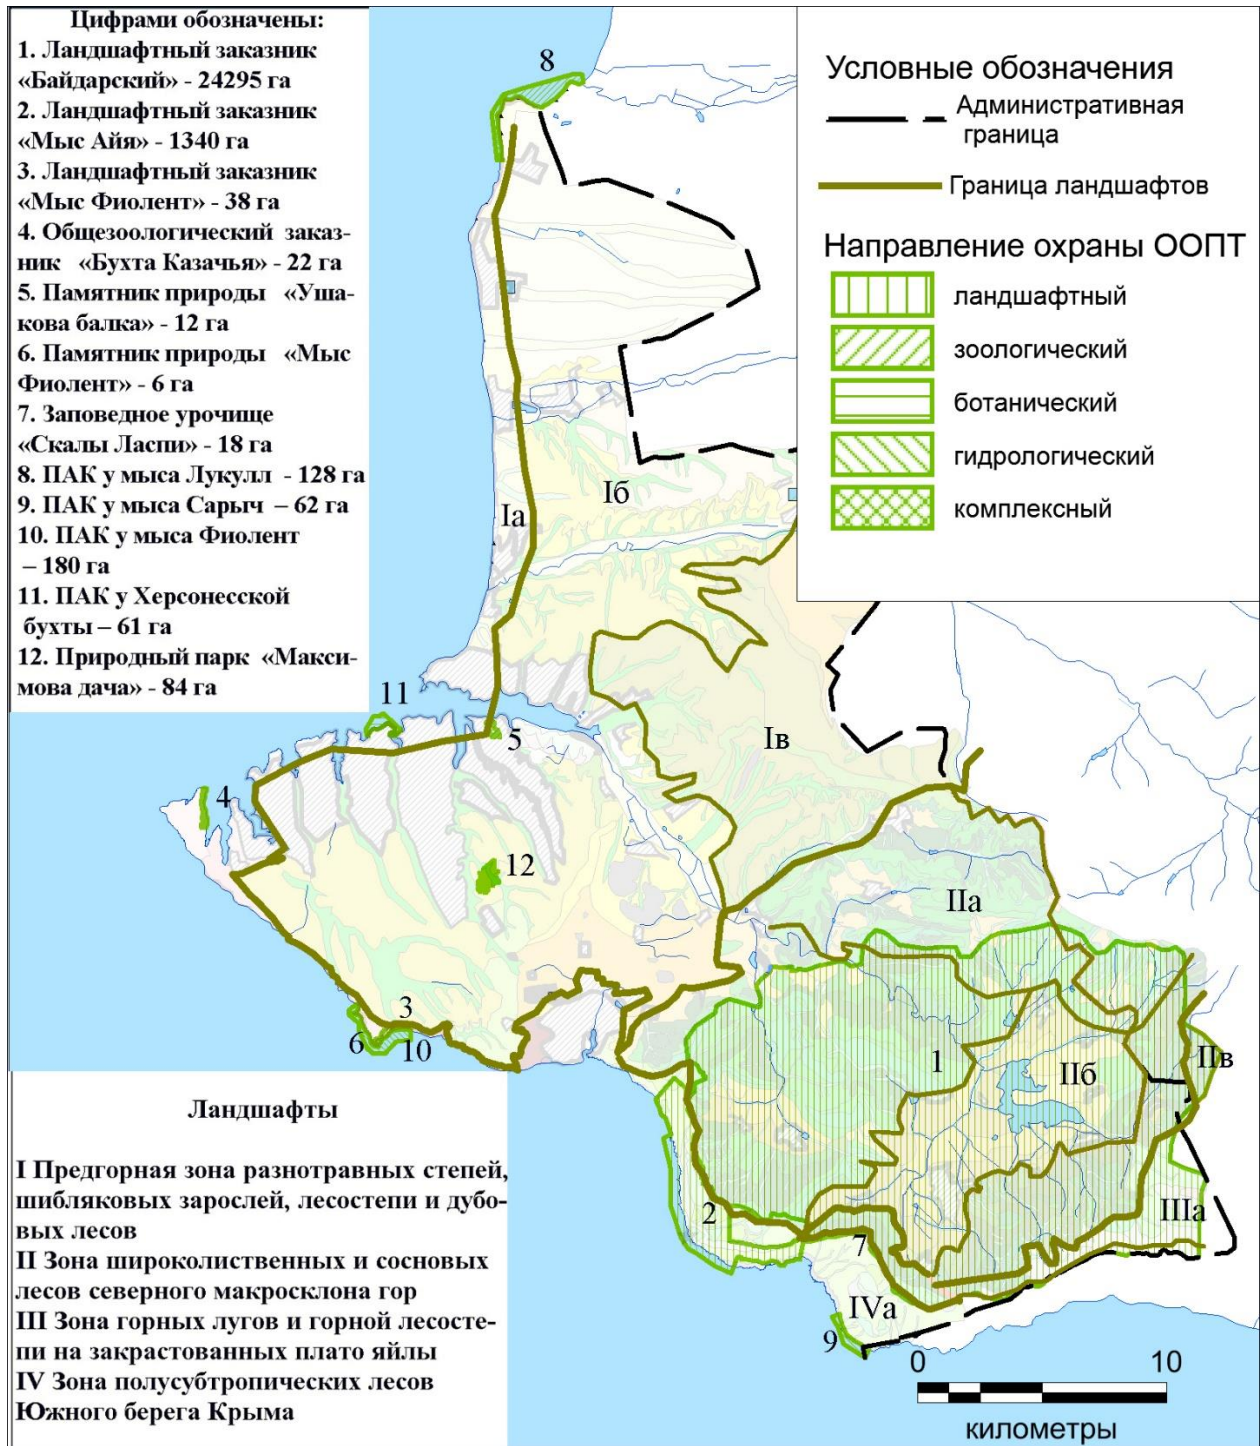 Цифрами обозначены:
1. Ландшафтный заказник
«Байдарский» - 24295 га
2. Ландшафтный заказник
«Мыс Айя» - 1340 га
3. Ландшафтный заказник
«Мыс Фиолент» - 38 га
4. Общезоологический заказ-
ник «Бухта Казачья» - 22 га
5. Памятник природы «Уша-
кова балка» - 12 га
6. Памятник природы «Мыс
Фиолент» - 6 га
7. Заповедное урочище
«Скалы Ласпи» - 18 га
8. ПАК у мыса Лукулл - 128 га
9. ПАК у мыса Сарыч – 62 га
10. ПАК у мыса Фиолент
– 180 га
11. ПАК у Херсонесской
бухты – 61 га
12. Природный парк «Макси-
мова дача» - 84 га
Условные обозначения
Административная
граница
Граница ландшафтов
Направление охраны ООПТ
ландшафтный
зоологический
ботанический
гидрологический
комплексный
8
Iа
Iб
11
5
Iв
4
12
IIа
3
6
10
1
IIб
IIв
2
7
IIIа
IVа
9
Ландшафты
I Предгорная зона разнотравных степей,
шибляковых зарослей, лесостепи и дубо-
вых лесов
II Зона широколиственных и сосновых
лесов северного макросклона гор
III Зона горных лугов и горной лесосте-
пи на закрастованных плато яйлы
IV Зона полусубтропических лесов
Южного берега Крыма
0 10
километры